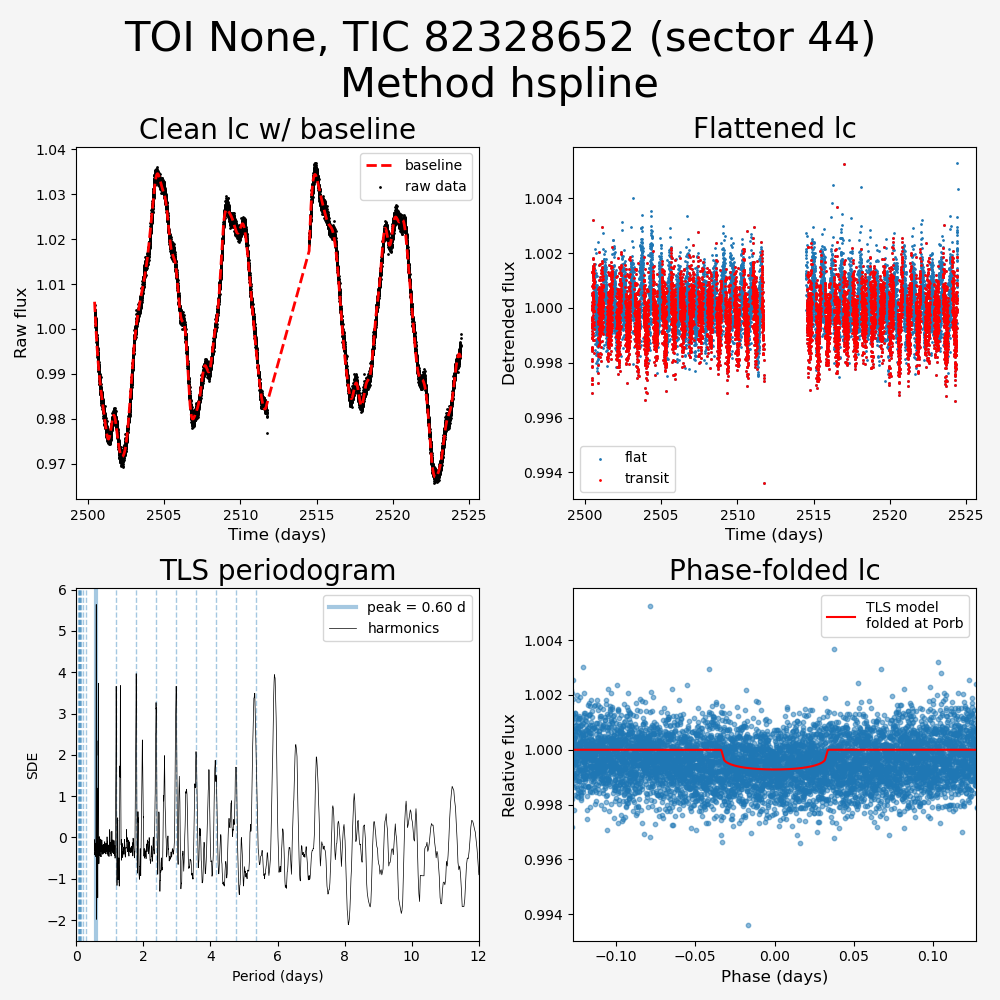 TOI None, TIC 82328652 (sector 44)
Method hspline
Clean lc w/ baseline
Raw flux
1.04
1.03
1.02
1.01
1.00
0.99
0.98
0.97
baseline
raw data
2500
2505
2510
2515
2520
2525
Time (days)
Flattened lc
Detrended flux
1.004
1.002
1.000
0.998
0.996
0.994
flat
transit
2500
2505
2510
2515
2520
2525
Time (days)
TLS periodogram
SDE
6
5
4
3
2
1
0
−1
−2
peak = 0.60 d
harmonics
0
2
4
6
8
10
12
Period (days)
Phase-folded lc
Relative flux
1.004
1.002
1.000
0.998
0.996
0.994
TLS model
folded at Porb
−0.10
−0.05
0.00
0.05
0.10
Phase (days)